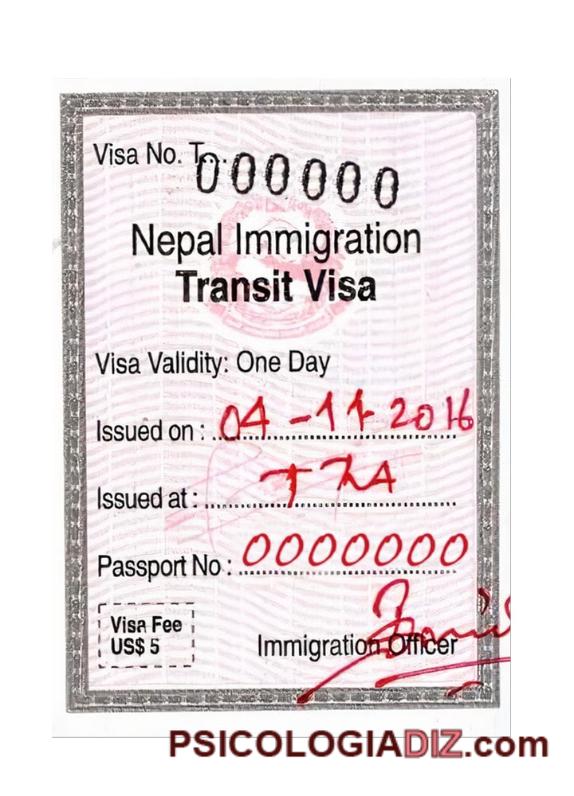 Visa No. T... 000000
Nepal Immigration
Transit Visa
Visa Validity: One Day
Issued on : 04 -11 2016
Issued at : TIA
Passport No : 0000000
Visa Fee
US$ 5
Immigration Officer
PSICOLOGIADIZ.com